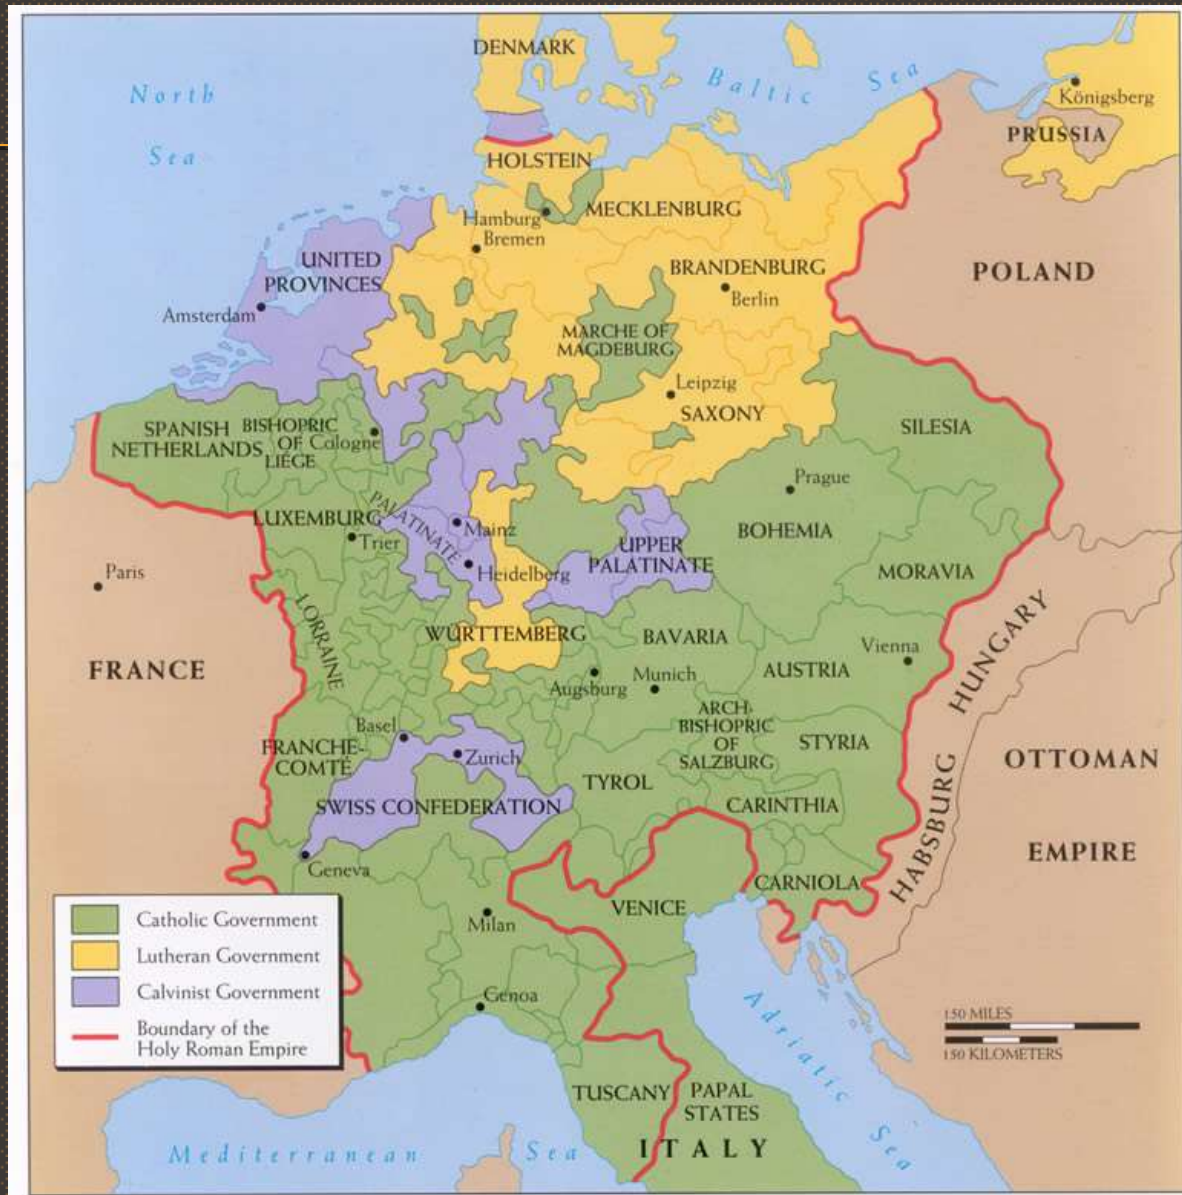 DENMARK
North
Sea
Baltic Sea
Königsberg
PRUSSIA
HOLSTEIN
Hamburg
MECKLENBURG
Bremen
UNITED
PROVINCES
BRANDENBURG
Berlin
POLAND
Amsterdam
MARCHE OF
MAGDEBURG
Leipzig
SAXONY
SPANISH
NETHERLANDS
BISHOPRIC
OF
LIÉGE
Cologne
SILESIA
Prague
LUXEMBURG
Trier
PALATINATE
Mainz
BOHEMIA
UPPER
PALATINATE
Paris
Heidelberg
MORAVIA
LORRAINE
WÜRTTEMBERG
BAVARIA
Vienna
FRANCE
AUSTRIA
Augsburg
Munich
HABSBURG HUNGARY
ARCH-
BISHOPRIC
OF
SALZBURG
Basel
FRANCHE-
COMTÉ
Zurich
STYRIA
OTTOMAN
EMPIRE
TYROL
SWISS CONFEDERATION
CARINTHIA
Geneva
CARNIOLA
VENICE
Milan
Genoa
Catholic Government
Lutheran Government
Calvinist Government
Boundary of the
Holy Roman Empire
Adriatic Sea
150 MILES
150 KILOMETERS
TUSCANY
PAPAL
STATES
ITALY
Mediterranean Sea